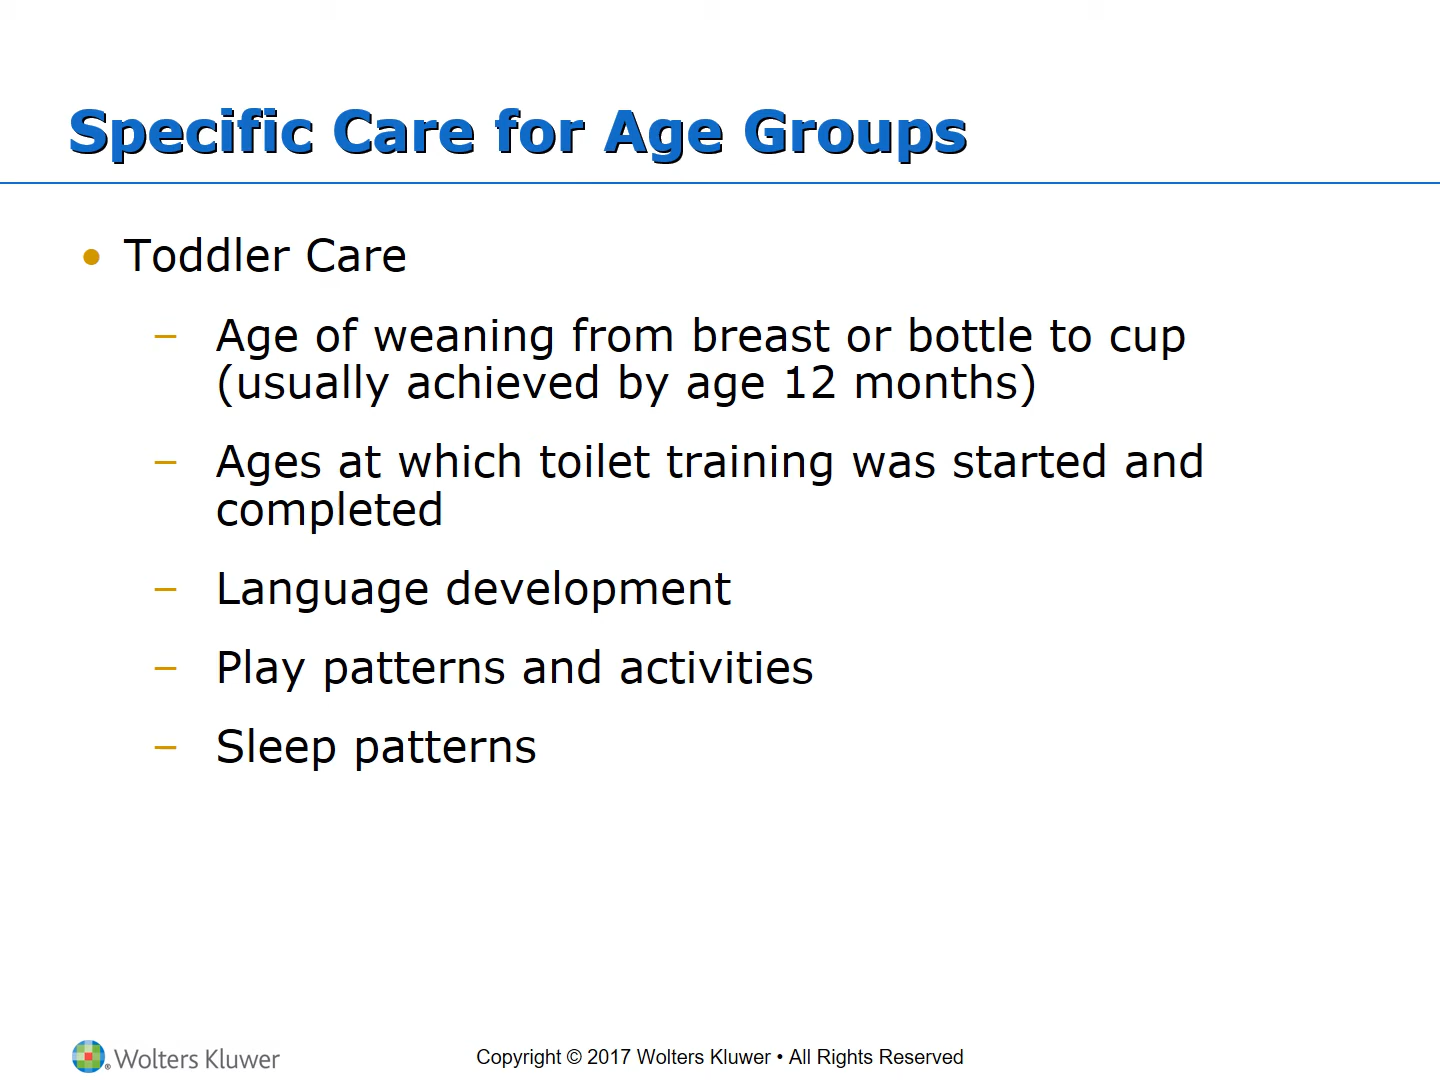 Specific Care for Age Groups
• Toddler Care
– Age of weaning from breast or bottle to cup
(usually achieved by age 12 months)
– Ages at which toilet training was started and
completed
– Language development
– Play patterns and activities
– Sleep patterns
® Wolters Kluwer
Copyright © 2017 Wolters Kluwer • All Rights Reserved